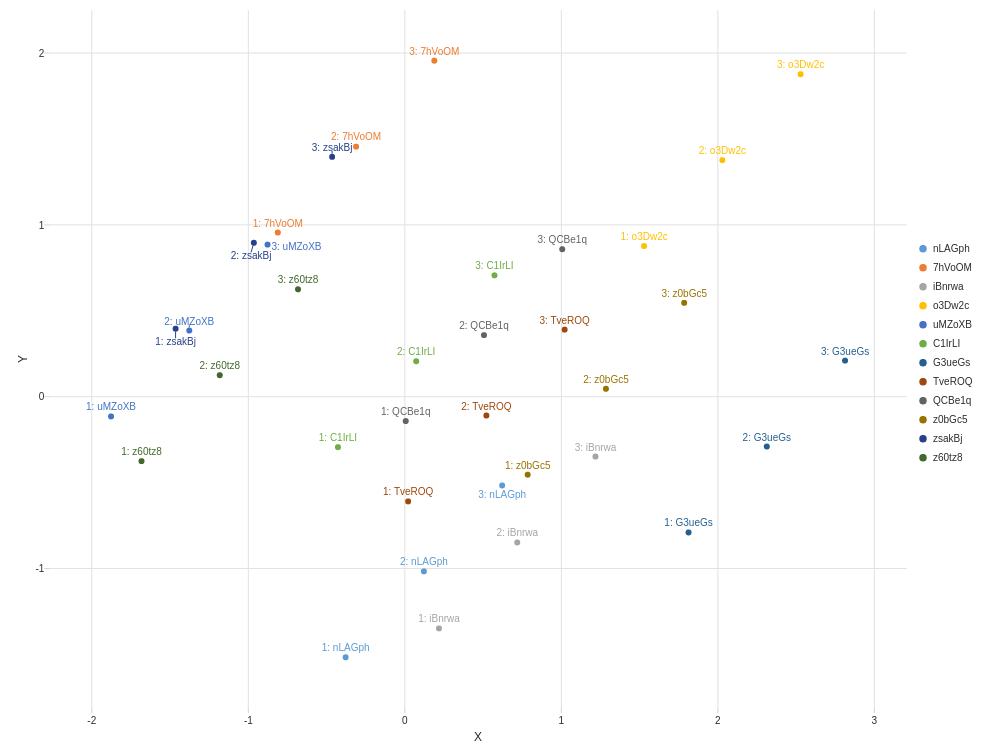 3: 7hVoOM
2
3: o3Dw2c
2: 7hVoOM
3: zsakBj
2: o3Dw2c
1: 7hVoOM
1
1: o3Dw2c
3: QCBe1q
3: uMZoXB
nLAGph
2: zsakBj
3: C1IrLI
7hVoOM
3: z60tz8
iBnrwa
3: z0bGc5
o3Dw2c
2: uMZoXB
3: TveROQ
uMZoXB
2: QCBe1q
1: zsakBj
C1IrLI
2: C1IrLI
3: G3ueGs
Y
G3ueGs
2: z60tz8
2: z0bGc5
TveROQ
0
QCBe1q
1: uMZoXB
2: TveROQ
1: QCBe1q
z0bGc5
1: C1IrLI
2: G3ueGs
zsakBj
3: iBnrwa
1: z60tz8
z60tz8
1: z0bGc5
1: TveROQ
3: nLAGph
1: G3ueGs
2: iBnrwa
2: nLAGph
-1
1: iBnrwa
1: nLAGph
-2 -1 0 1 2 3
X